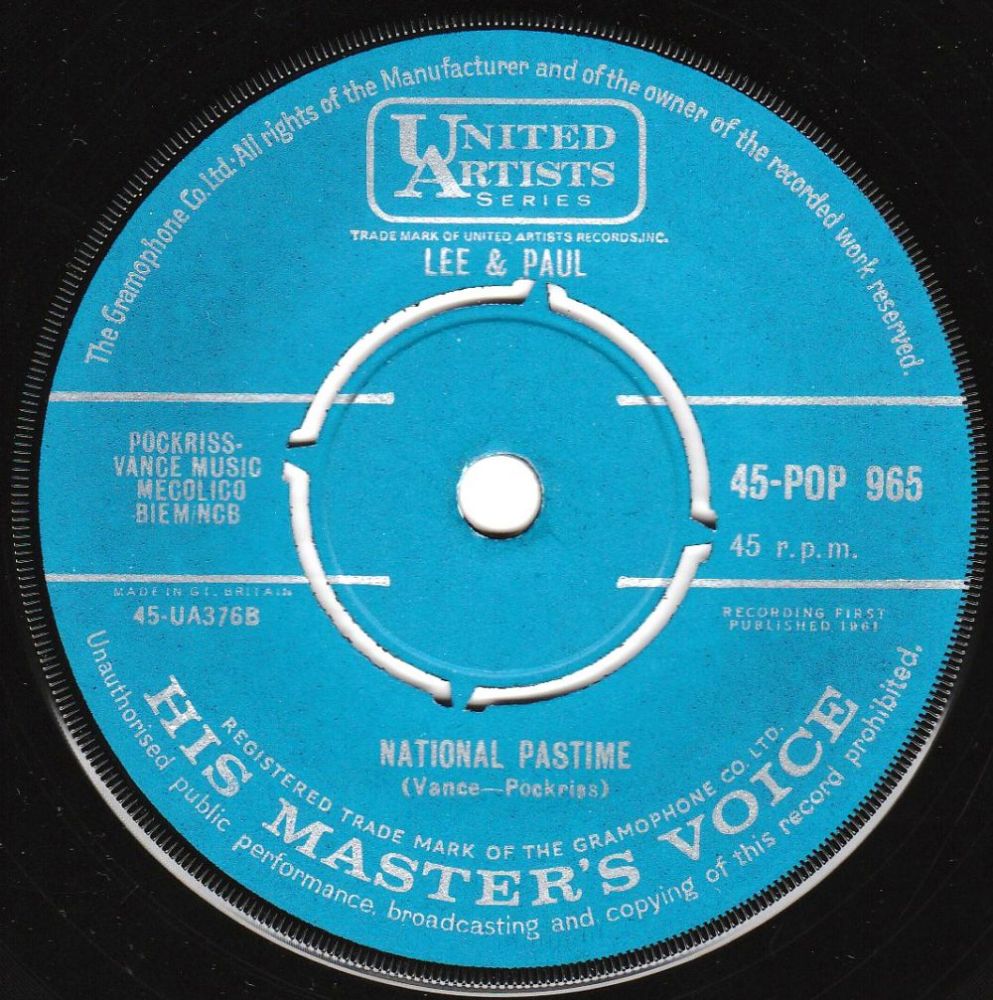 The Gramophone Co. Ltd. · All rights of the Manufacturer and of the owner of the recorded work reserved.
UNITED
ARTISTS
SERIES
TRADE MARK OF UNITED ARTISTS RECORDS, INC.
LEE & PAUL
POCKRISS-
VANCE MUSIC
MECOLICO
BIEM/NCB
45-POP 965
45 r.p.m.
MADE IN GT. BRITAIN
45-UA376B
RECORDING FIRST
PUBLISHED 1961
NATIONAL PASTIME
(Vance—Pockriss)
REGISTERED TRADE MARK OF THE GRAMOPHONE CO. LTD.
HIS MASTER'S VOICE
Unauthorised public performance, broadcasting and copying of this record prohibited.